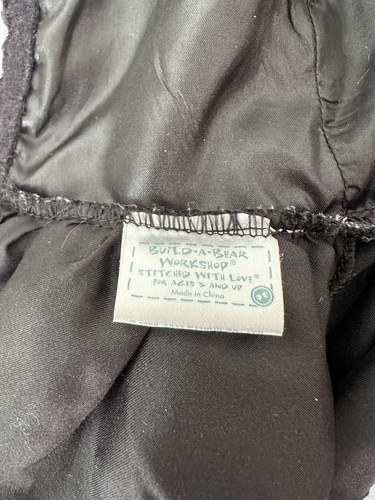 BUILD-A-BEAR
WORKSHOP®
STITCHED WITH LOVE®
FOR AGES 3 AND UP
Made in China